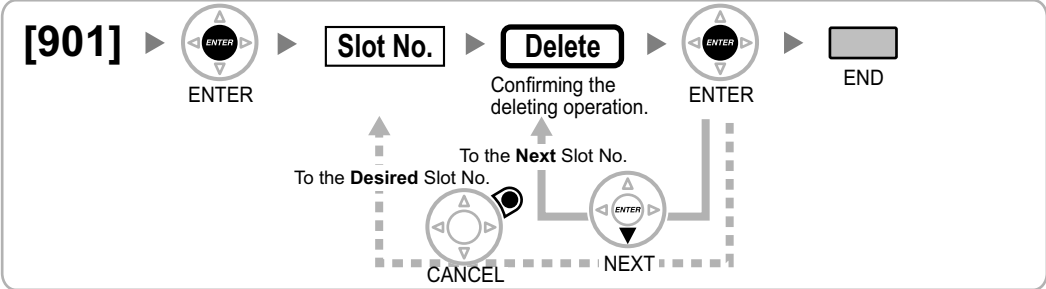 [901]
ENTER
ENTER
Slot No.
Delete
Confirming the
deleting operation.
ENTER
ENTER
END
To the Next Slot No.
To the Desired Slot No.
ENTER
CANCEL
NEXT